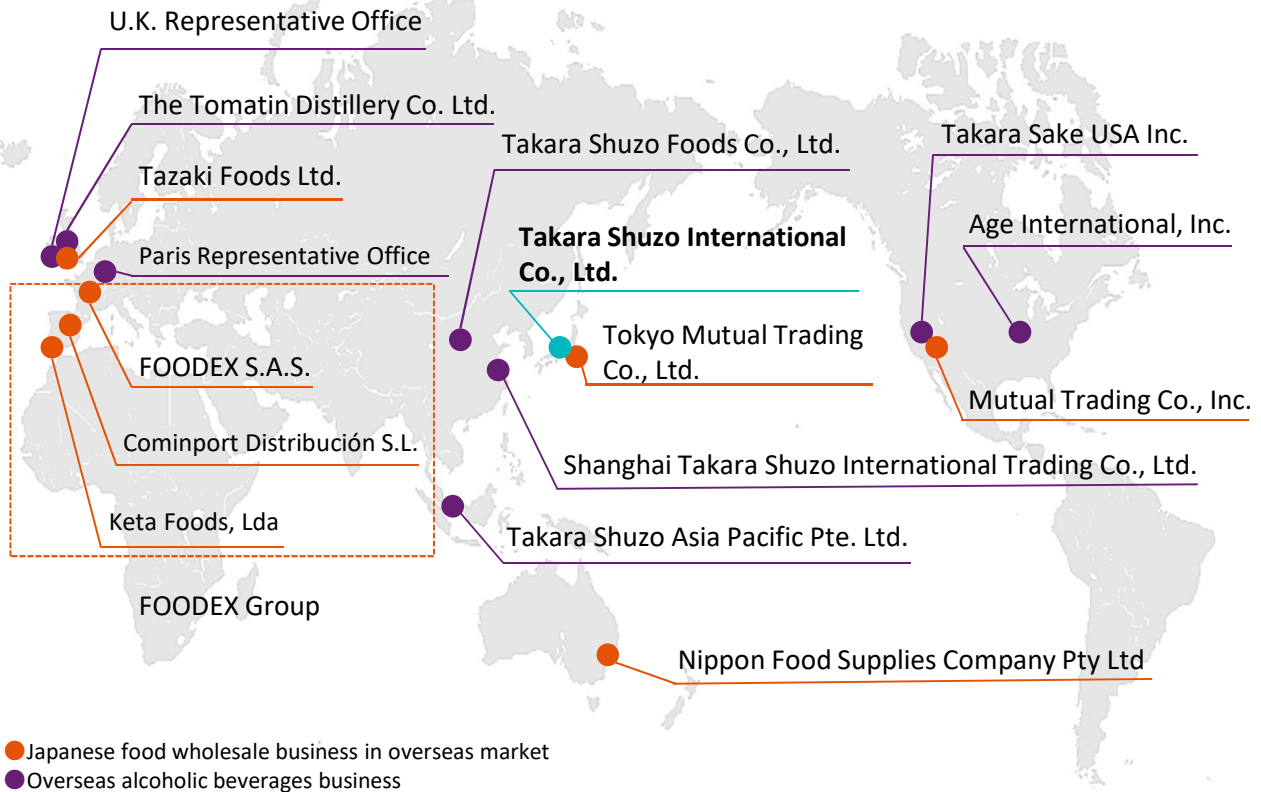 U.K. Representative Office
The Tomatin Distillery Co. Ltd.
Takara Shuzo Foods Co., Ltd.
Takara Sake USA Inc.
Tazaki Foods Ltd.
Age International, Inc.
Takara Shuzo International
Co., Ltd.
Paris Representative Office
Tokyo Mutual Trading
Co., Ltd.
FOODEX S.A.S.
Mutual Trading Co., Inc.
Cominport Distribución S.L.
Shanghai Takara Shuzo International Trading Co., Ltd.
Keta Foods, Lda
Takara Shuzo Asia Pacific Pte. Ltd.
FOODEX Group
Nippon Food Supplies Company Pty Ltd
Japanese food wholesale business in overseas market
Overseas alcoholic beverages business